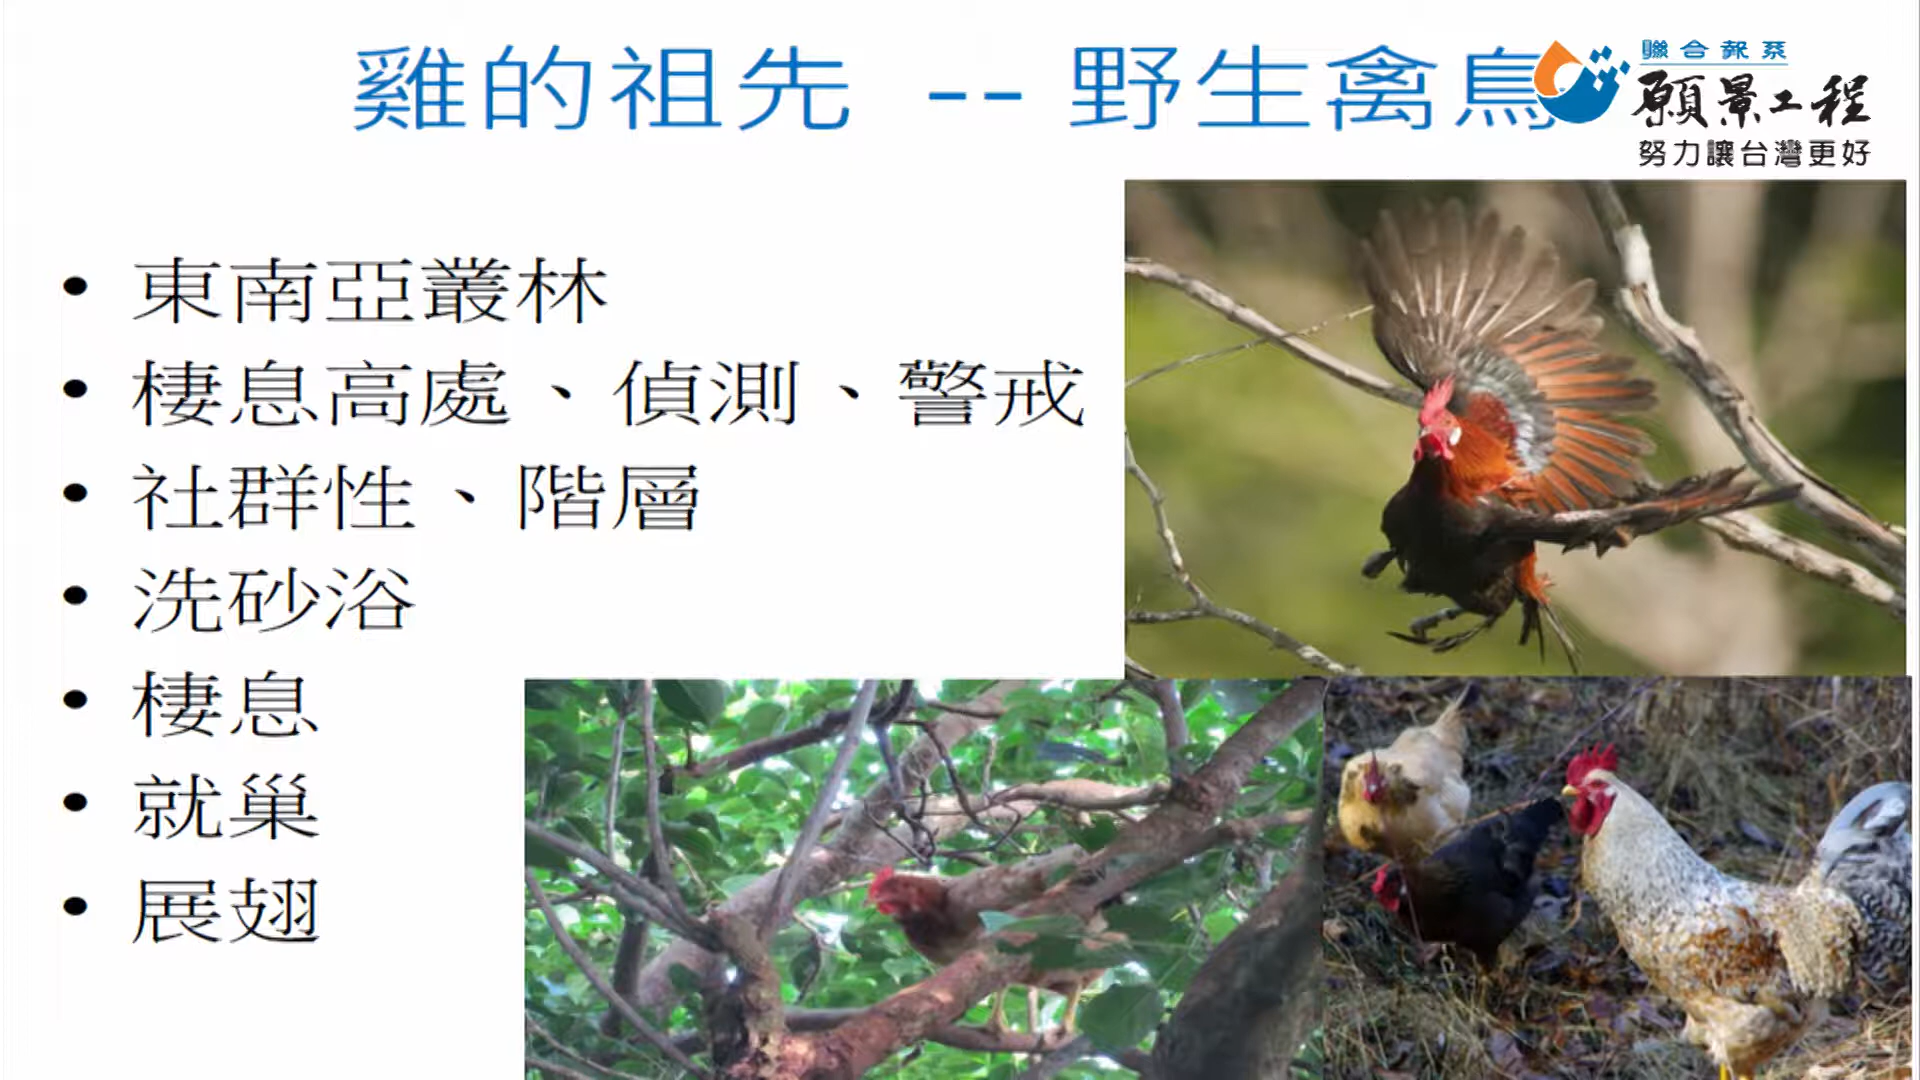 雞的祖先 -- 野生禽鳥
聯合報系
願景工程
努力讓台灣更好
• 東南亞叢林
• 棲息高處、偵測、警戒
• 社群性、階層
• 洗砂浴
• 棲息
• 就巢
• 展翅